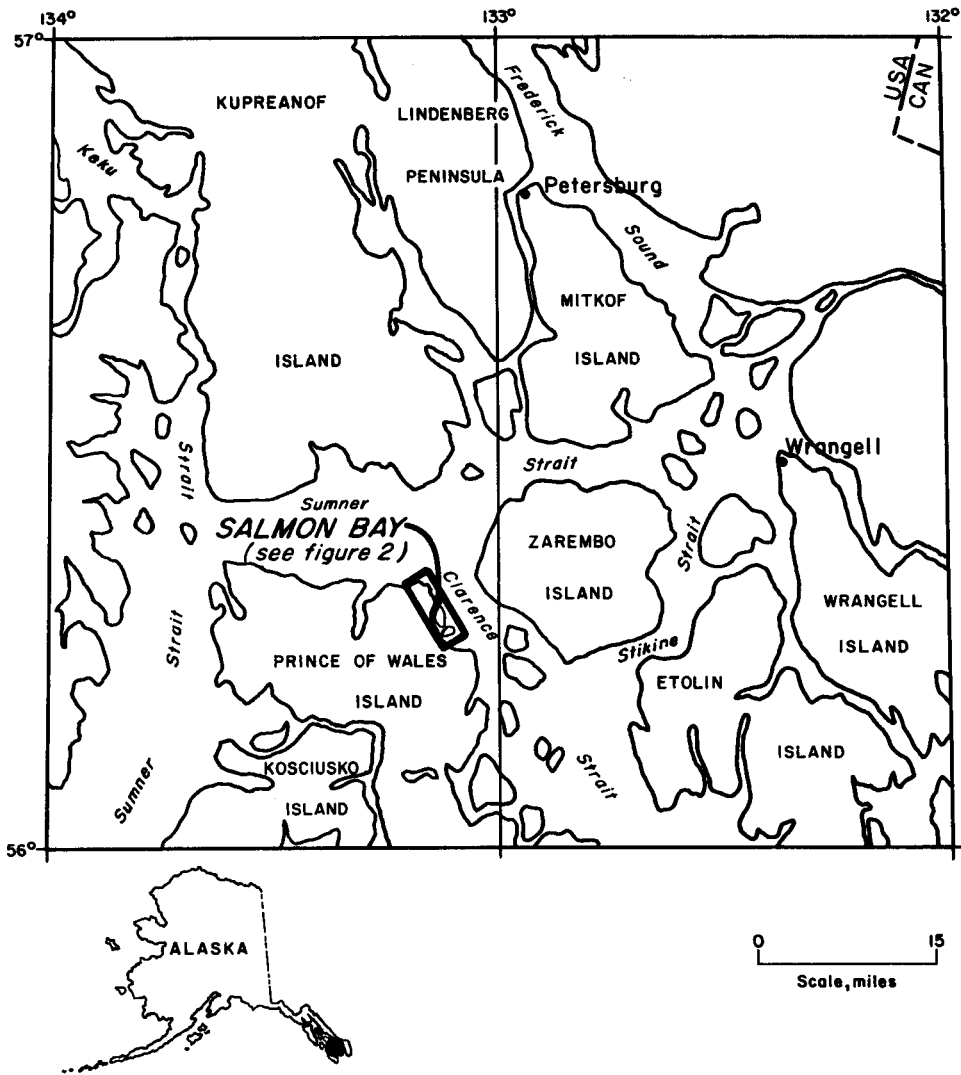 134°
133°
132°
57°
KUPREANOF
LINDENBERG
PENINSULA
Frederick
USA
CAN
Keku
Petersburg
Sound
MITKOF
ISLAND
ISLAND
Strait
Strait
Wrangell
Sumner
SALMON BAY
(see figure 2)
ZAREMBO
ISLAND
Strait
Clarence
WRANGELL
ISLAND
Strait
Stikine
PRINCE OF WALES
ISLAND
ETOLIN
ISLAND
KOSCIUSKO
ISLAND
Sumner
Strait
56°
ALASKA
0 15
Scale, miles